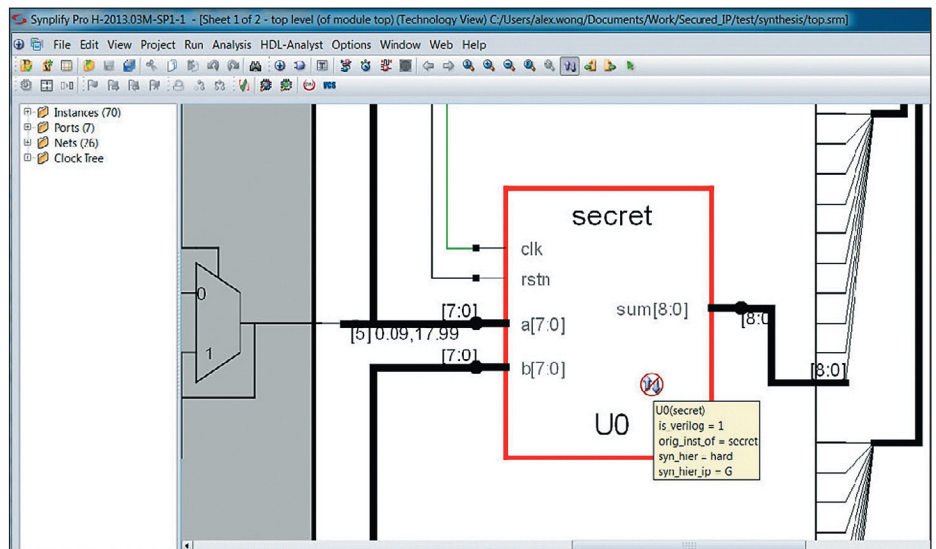 Synplify Pro H-2013.03M-SP1-1 - [Sheet 1 of 2 - top level (of module top) (Technology View) C:/Users/alex.wong/Documents/Work/Secured_IP/test/synthesis/top.srm]
File Edit View Project Run Analysis HDL-Analyst Options Window Web Help
VCS
Instances (70)
Ports (7)
Nets (76)
Clock Tree
secret
clk
rstn
[7:0]
a[7:0]
sum[8:0]
[8:0
[5] 0.09,17.99
[7:0]
b[7:0]
[8:0]
0
1
U0
U0(secret)
is_verilog = 1
orig_inst_of = secret
syn_hier = hard
syn_hier_ip = G